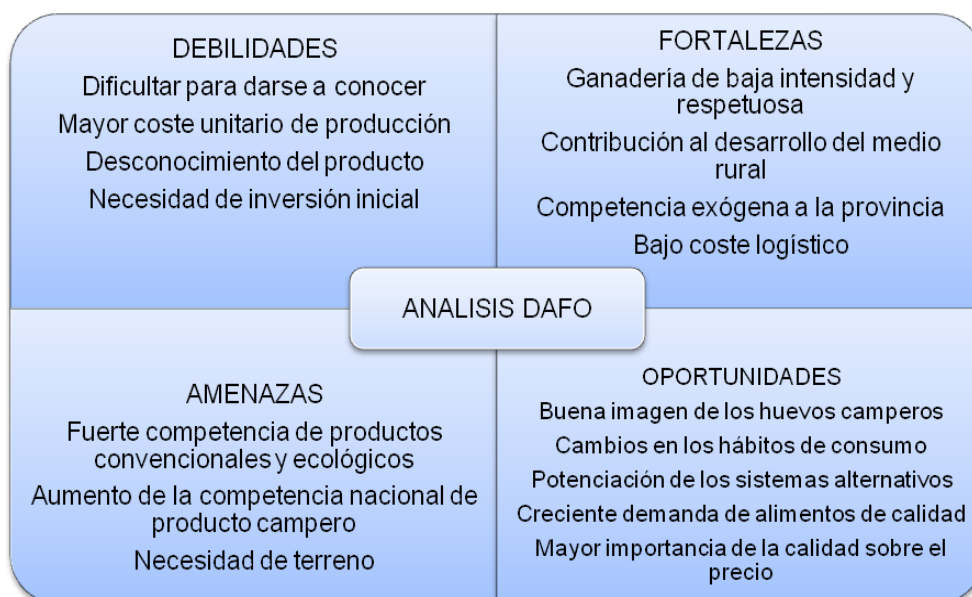 DEBILIDADES
Dificultar para darse a conocer
Mayor coste unitario de producción
Desconocimiento del producto
Necesidad de inversión inicial
FORTALEZAS
Ganadería de baja intensidad y
respetuosa
Contribución al desarrollo del medio
rural
Competencia exógena a la provincia
Bajo coste logístico
ANALISIS DAFO
AMENAZAS
Fuerte competencia de productos
convencionales y ecológicos
Aumento de la competencia nacional de
producto campero
Necesidad de terreno
OPORTUNIDADES
Buena imagen de los huevos camperos
Cambios en los hábitos de consumo
Potenciación de los sistemas alternativos
Creciente demanda de alimentos de calidad
Mayor importancia de la calidad sobre el
precio